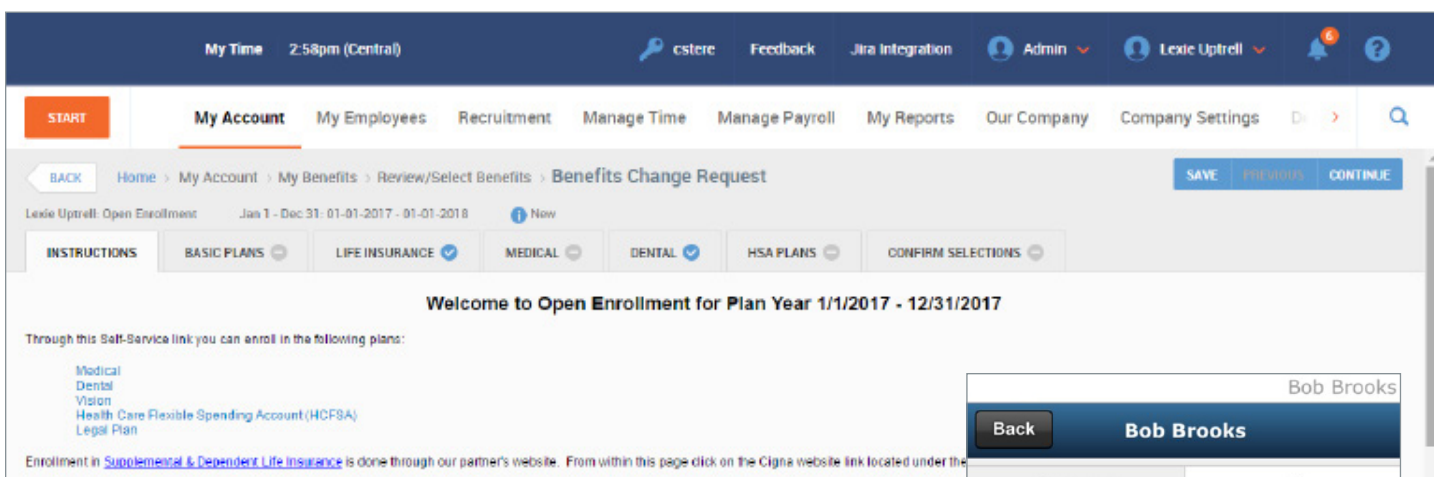 My Time 2:58pm (Central) cstere Feedback Jira Integration Admin Lexie Uptrell 6 ?
START My Account My Employees Recruitment Manage Time Manage Payroll My Reports Our Company Company Settings
BACK Home > My Account > My Benefits > Review/Select Benefits > Benefits Change Request SAVE PREVIOUS CONTINUE
Lexie Uptrell: Open Enrollment Jan 1 - Dec 31: 01-01-2017 - 01-01-2018 i New
INSTRUCTIONS BASIC PLANS LIFE INSURANCE MEDICAL DENTAL HSA PLANS CONFIRM SELECTIONS
Welcome to Open Enrollment for Plan Year 1/1/2017 - 12/31/2017
Through this Self-Service link you can enroll in the following plans:
Medical
Dental
Vision
Health Care Flexible Spending Account (HCFSA)
Legal Plan
Enrollment in Supplemental & Dependent Life Insurance is done through our partner's website. From within this page click on the Cigna website link located under the
Bob Brooks
Back Bob Brooks